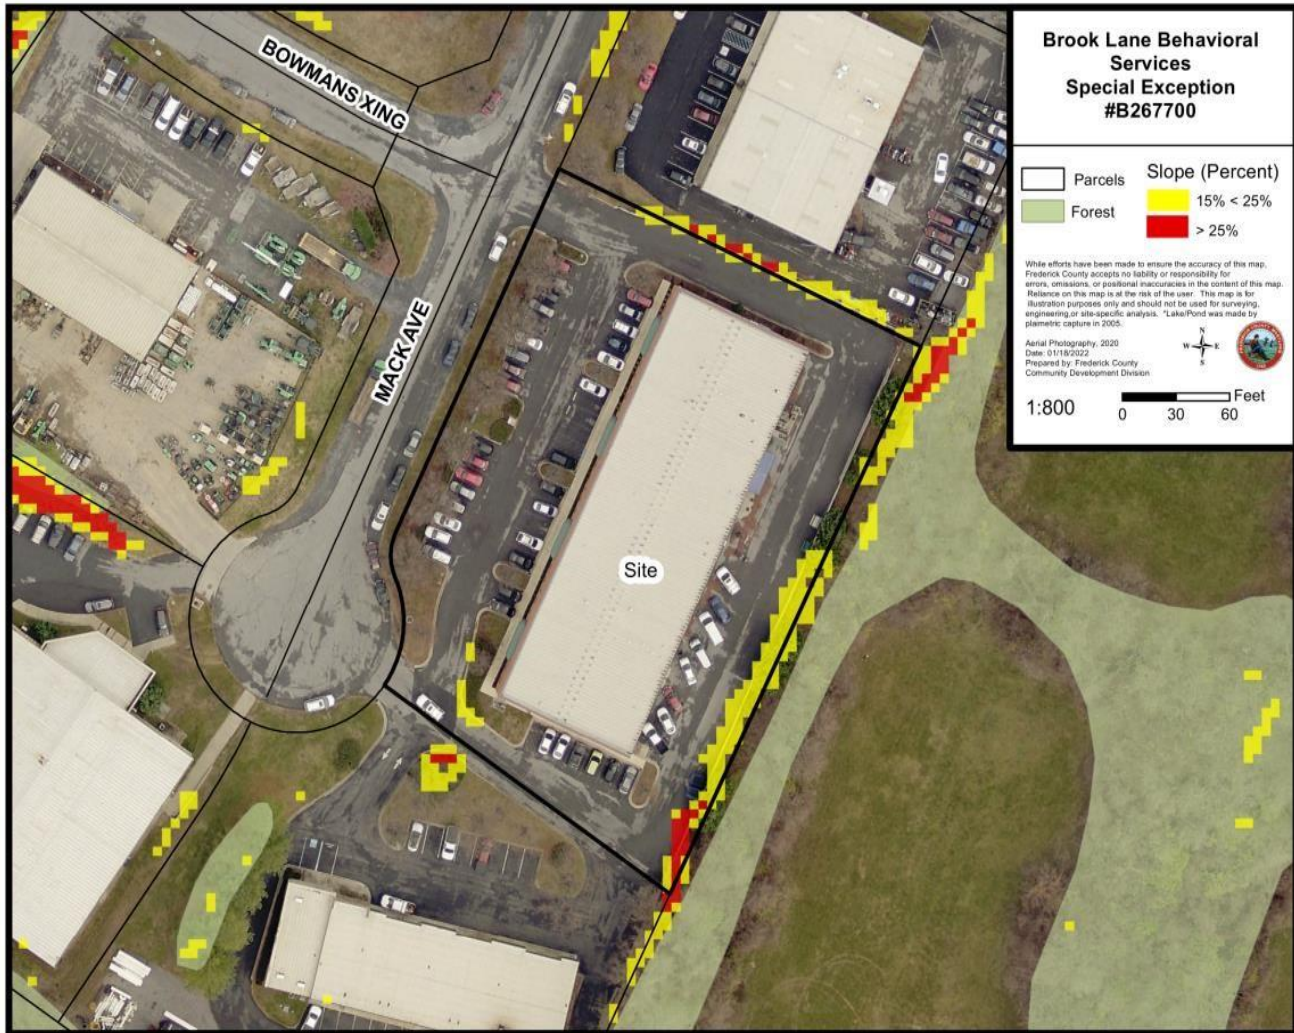 Brook Lane Behavioral
Services
Special Exception
#B267700
Parcels
Forest
Slope (Percent)
15% < 25%
> 25%
While efforts have been made to ensure the accuracy of this map,
Frederick County accepts no liability or responsibility for
errors, omissions, or positional inaccuracies in the content of this map.
Reliance on this map is at the risk of the user. This map is for
illustration purposes only and should not be used for surveying,
engineering,or site-specific analysis. *Lake/Pond was made by
plametric capture in 2005.
Aerial Photography, 2020
Date: 01/18/2022
Prepared by: Frederick County
Community Development Division
N
W E
S
1:800
Feet
0 30 60
BOWMANS XING
MACK AVE
Site